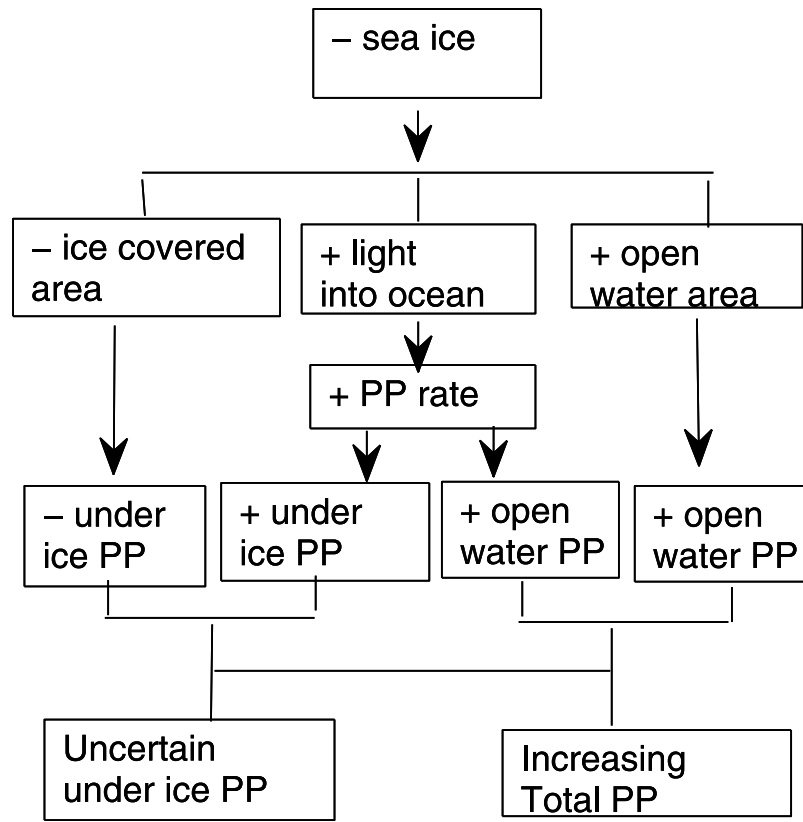 – sea ice
– ice covered
area
+ light
into ocean
+ open
water area
+ PP rate
– under
ice PP
+ under
ice PP
+ open
water PP
+ open
water PP
Uncertain
under ice PP
Increasing
Total PP